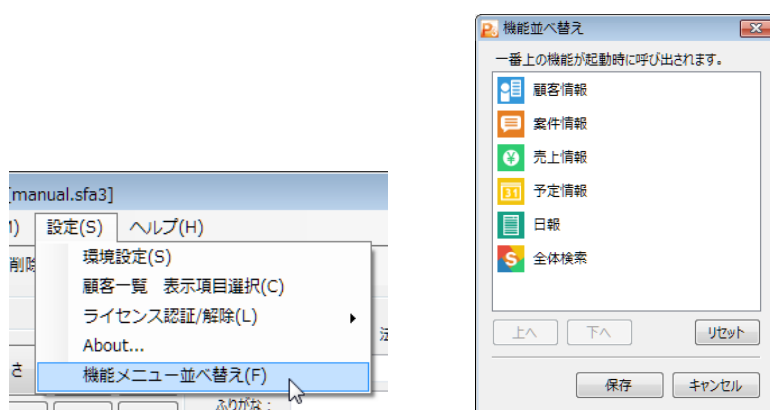 [manual.sfa3]
設定(S) ヘルプ(H)
削除
環境設定(S)
顧客一覧 表示項目選択(C)
ライセンス認証/解除(L)
About...
機能メニュー並べ替え(F)
さ
ふりがな：
機能並べ替え
一番上の機能が起動時に呼び出されます。
顧客情報
案件情報
売上情報
31 予定情報
日報
S 全体検索
上へ 下へ リセット
保存 キャンセル